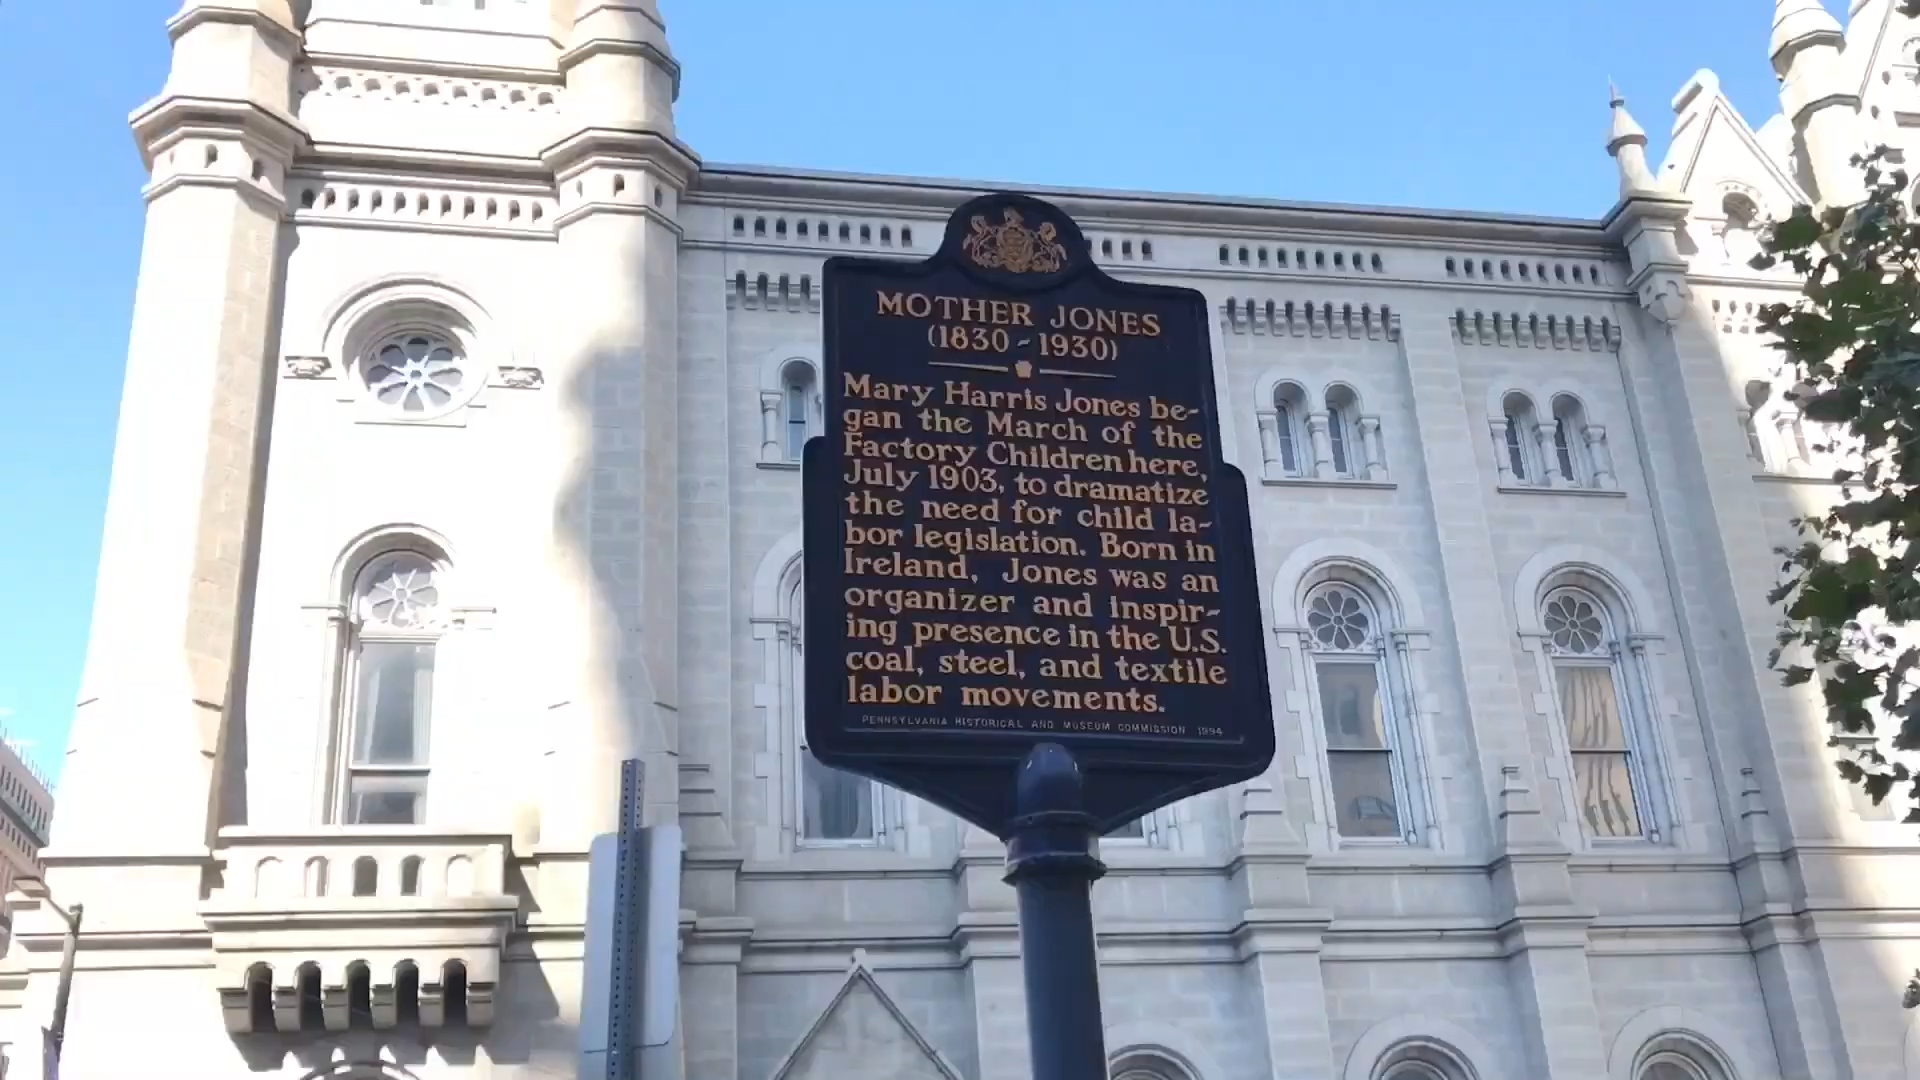 MOTHER JONES
(1830-1930)
Mary Harris Jones be-
gan the March of the
Factory Children here,
July 1903, to dramatize
the need for child la-
bor legislation. Born in
Ireland, Jones was an
organizer and inspir-
ing presence in the U.S.
coal, steel, and textile
labor movements.
PENNSYLVANIA HISTORICAL AND MUSEUM COMMISSION 1994